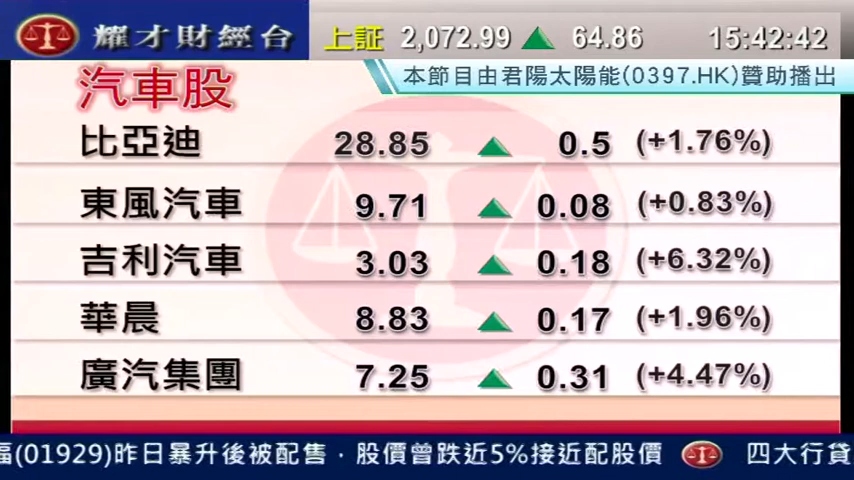 耀才財經台 上証 2,072.99 64.86 15:42:42
本節目由君陽太陽能(0397.HK)贊助播出
汽車股
比亞迪 28.85 0.5 (+1.76%)
東風汽車 9.71 0.08 (+0.83%)
吉利汽車 3.03 0.18 (+6.32%)
華晨 8.83 0.17 (+1.96%)
廣汽集團 7.25 0.31 (+4.47%)
(01929)昨日暴升後被配售﹒股價曾跌近5%接近配股價 四大行貸